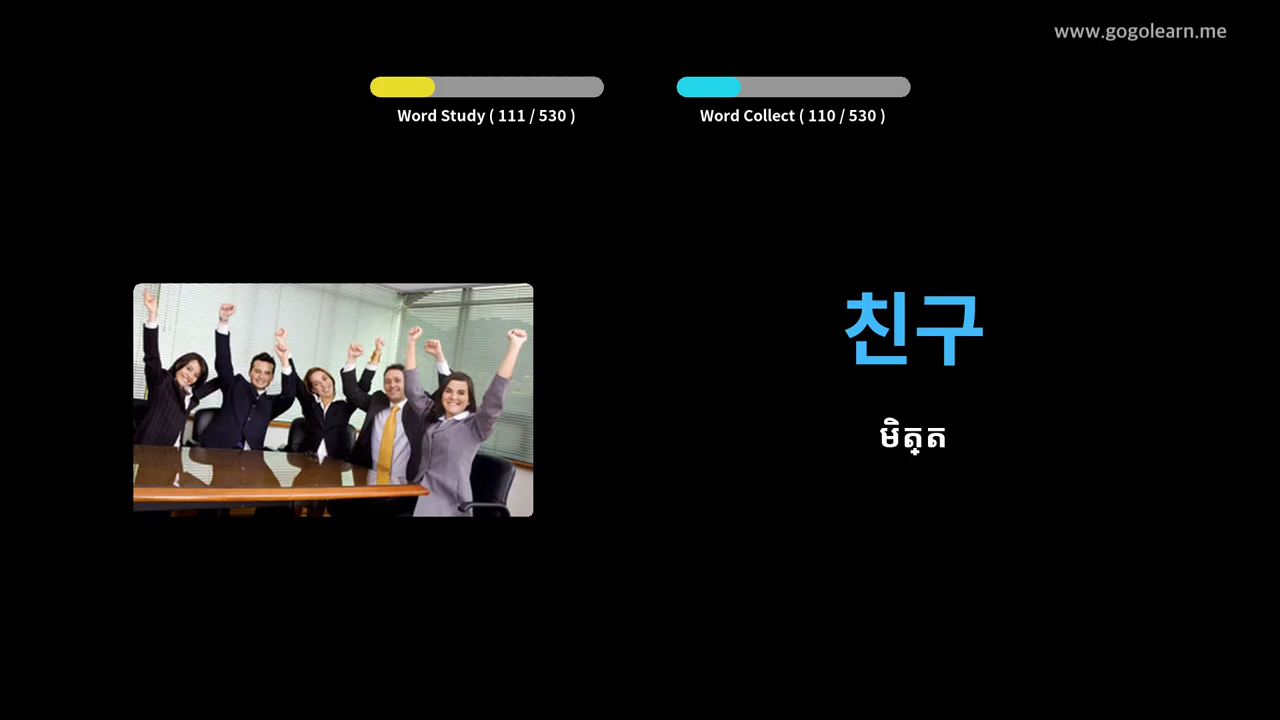 www.gogolearn.me
Word Study ( 111 / 530 )
Word Collect ( 110 / 530 )
친구
មិត្ត